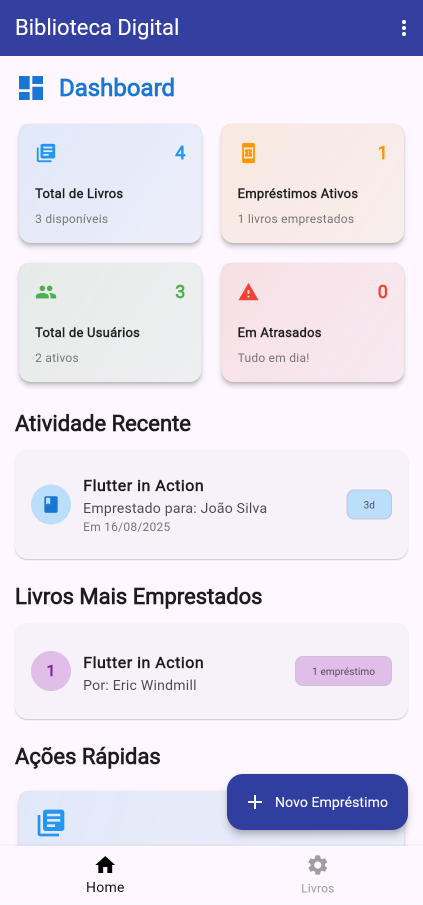 Biblioteca Digital
Dashboard
4
Total de Livros
3 disponíveis
1
Empréstimos Ativos
1 livros emprestados
3
Total de Usuários
2 ativos
0
Em Atrasados
Tudo em dia!
Atividade Recente
Flutter in Action
Emprestado para: João Silva
Em 16/08/2025
3d
Livros Mais Emprestados
1
Flutter in Action
Por: Eric Windmill
1 empréstimo
Ações Rápidas
Novo Empréstimo
Home
Livros